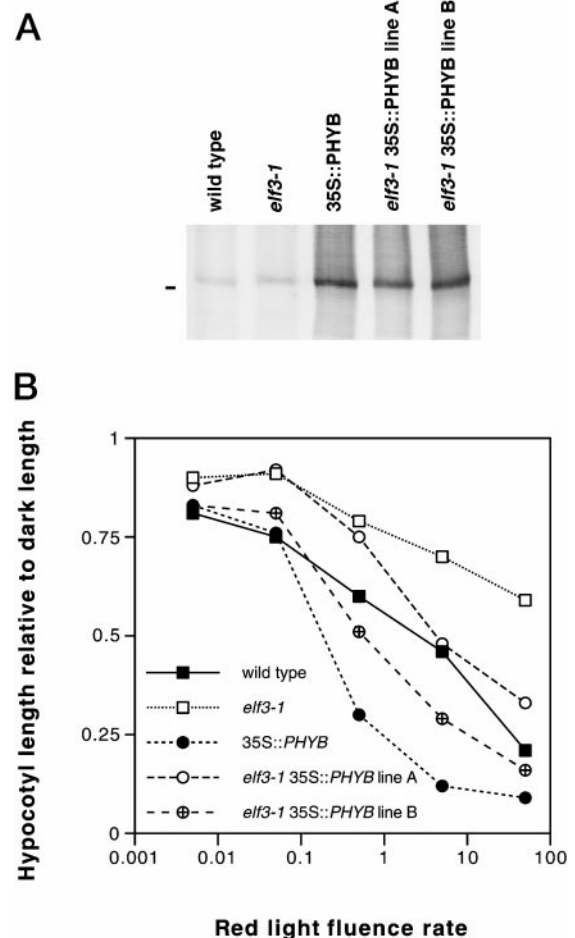 A
wild type
elf3-1
35S::PHYB
elf3-1 35S::PHYB line A
elf3-1 35S::PHYB line B
B
Hypocotyl length relative to dark length
1
0.75
0.5
0.25
0
wild type
elf3-1
35S::PHYB
elf3-1 35S::PHYB line A
elf3-1 35S::PHYB line B
0.001 0.01 0.1 1 10 100
Red light fluence rate